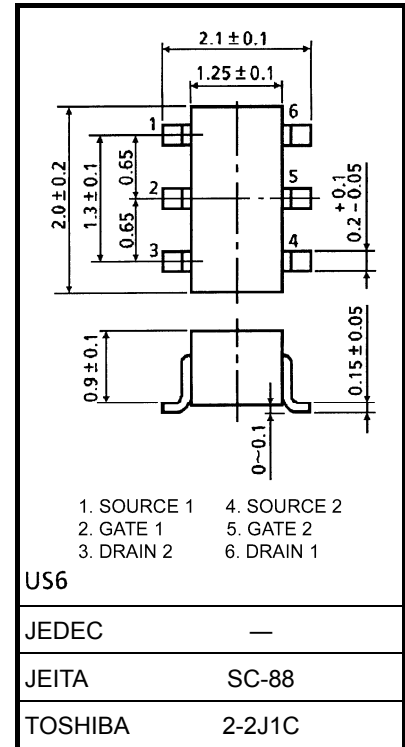 2.1±0.1
1.25±0.1
1
6
2
5
3
4
2.0±0.2
1.3±0.1
0.65
0.65
+0.1
0.2-0.05
0.9±0.1
0.15±0.05
0~0.1
1. SOURCE 1 4. SOURCE 2
2. GATE 1 5. GATE 2
3. DRAIN 2 6. DRAIN 1
US6
JEDEC —
JEITA SC-88
TOSHIBA 2-2J1C